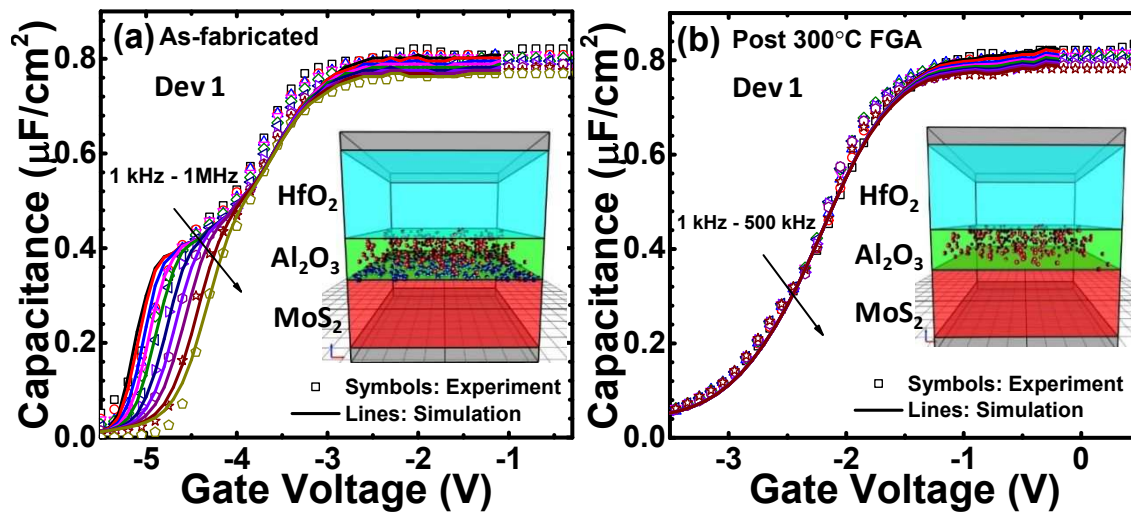 (a) As-fabricated
Dev 1
1 kHz - 1MHz
HfO₂
Al₂O₃
MoS₂
Symbols: Experiment
Lines: Simulation
Capacitance (µF/cm²)
0.8
0.6
0.4
0.2
0.0
-5 -4 -3 -2 -1
Gate Voltage (V)
(b) Post 300°C FGA
Dev 1
1 kHz - 500 kHz
HfO₂
Al₂O₃
MoS₂
Symbols: Experiment
Lines: Simulation
Capacitance (µF/cm²)
0.8
0.6
0.4
0.2
0.0
-3 -2 -1 0
Gate Voltage (V)